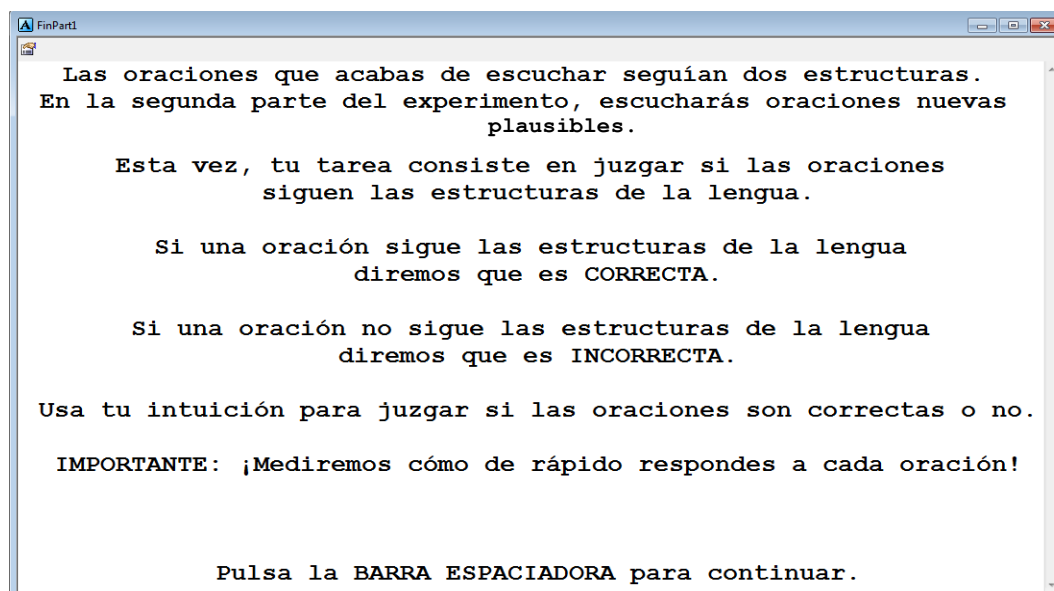 FinPart1
Las oraciones que acabas de escuchar seguían dos estructuras.
En la segunda parte del experimento, escucharás oraciones nuevas
plausibles.
Esta vez, tu tarea consiste en juzgar si las oraciones
siguen las estructuras de la lengua.
Si una oración sigue las estructuras de la lengua
diremos que es CORRECTA.
Si una oración no sigue las estructuras de la lengua
diremos que es INCORRECTA.
Usa tu intuición para juzgar si las oraciones son correctas o no.
IMPORTANTE: ¡Mediremos cómo de rápido respondes a cada oración!
Pulsa la BARRA ESPACIADORA para continuar.